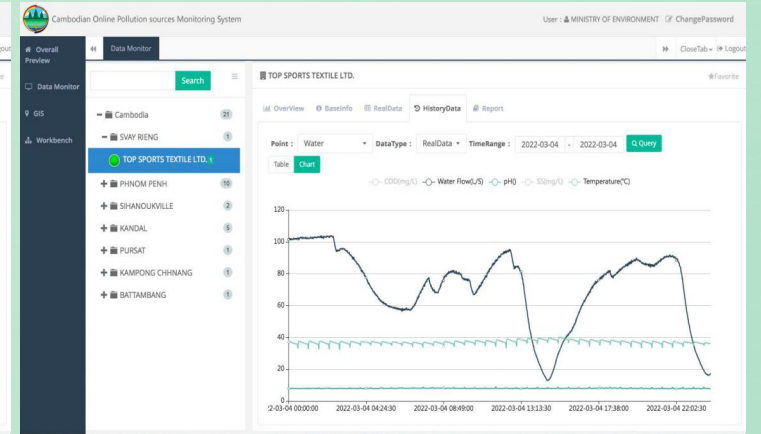 Cambodian Online Pollution sources Monitoring System
User : MINISTRY OF ENVIRONMENT ChangePassword
Overall Preview
Data Monitor
CloseTab Logout
Data Monitor
GIS
Workbench
Search
Cambodia 21
SVAY RIENG 1
TOP SPORTS TEXTILE LTD. 1
PHNOM PENH 10
SIHANOUKVILLE 2
KANDAL 5
PURSAT 1
KAMPONG CHHNANG 1
BATTAMBANG 1
TOP SPORTS TEXTILE LTD.
Favorite
OverView BaseInfo RealData HistoryData Report
Point : Water DataType : RealData TimeRange : 2022-03-04 - 2022-03-04 Query
Table Chart
COD(mg/L) Water Flow(L/S) pH() SS(mg/L) Temperature(℃)
120
100
80
60
40
20
0
!2-03-04 00:00:00 2022-03-04 04:24:30 2022-03-04 08:49:00 2022-03-04 13:13:30 2022-03-04 17:38:00 2022-03-04 22:02:30